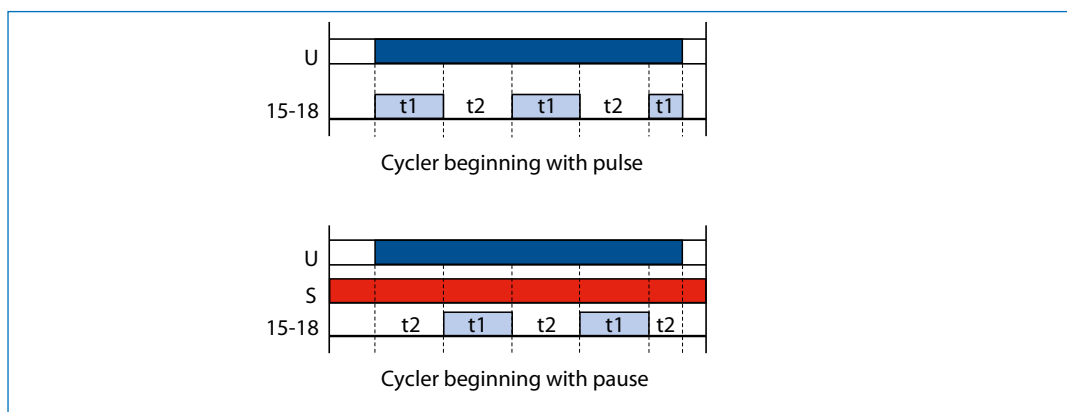 U
15-18 t1 t2 t1 t2 t1
Cycler beginning with pulse
U
S
15-18 t2 t1 t2 t1 t2
Cycler beginning with pause